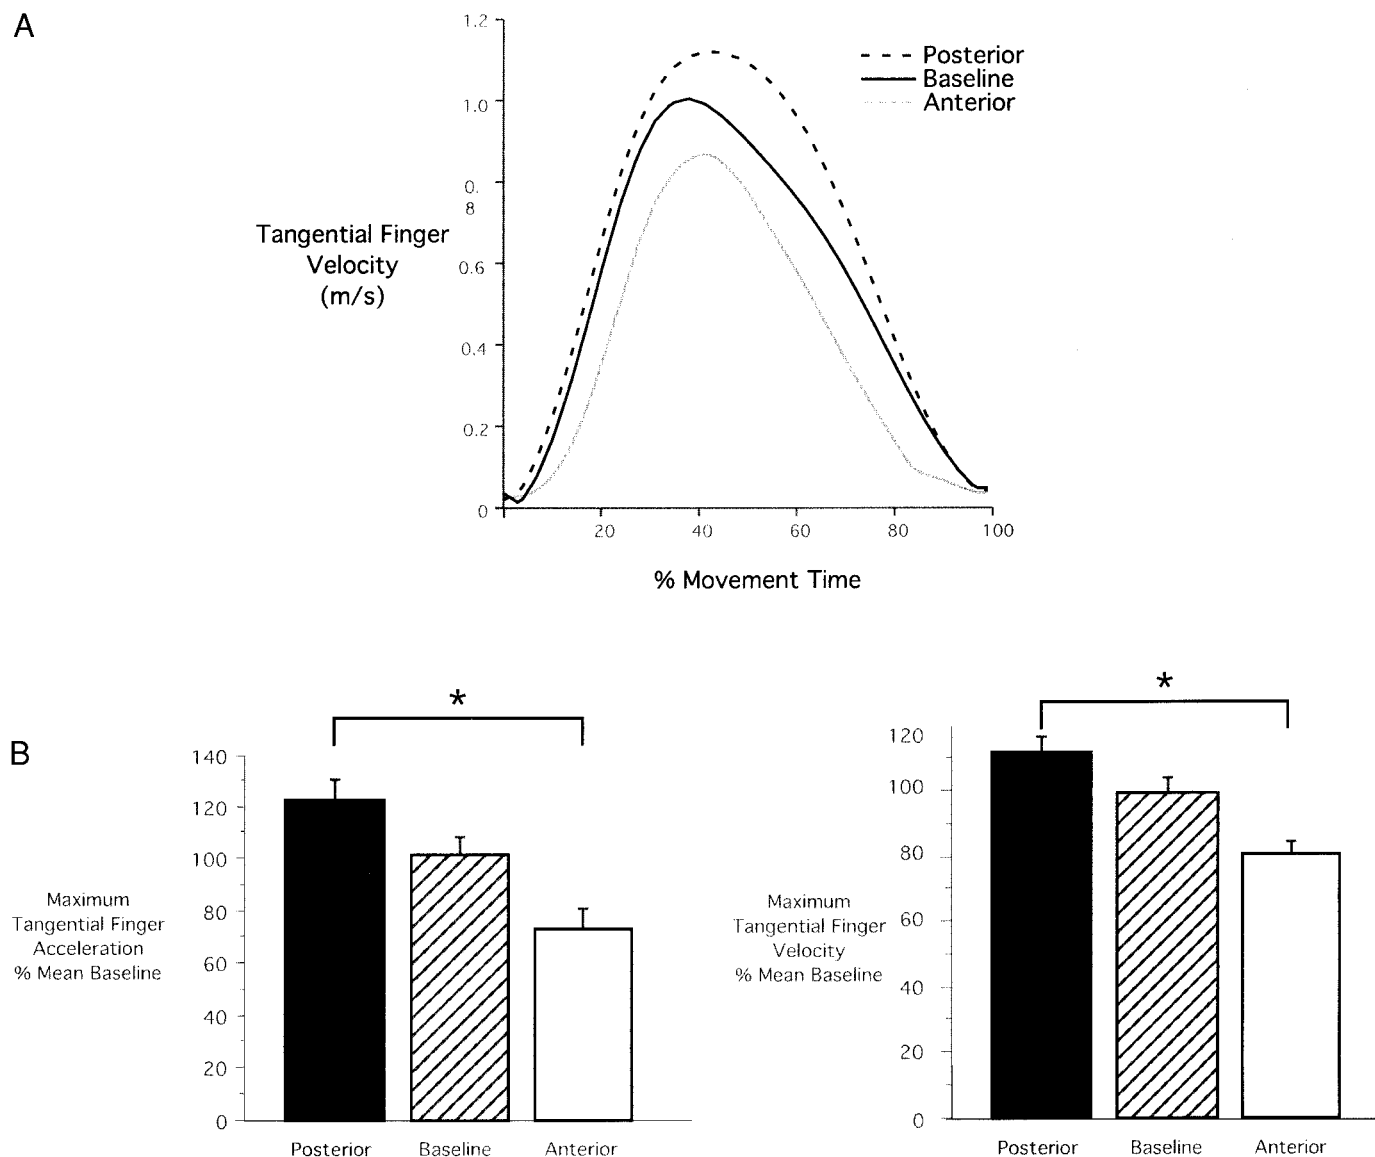 A
1.2
1.0
0.
8
0.6
0.4
0.2
0
Tangential Finger
Velocity
(m/s)
Posterior
Baseline
Anterior
20 40 60 80 100
% Movement Time
B
*
140
120
100
80
60
40
20
0
Maximum
Tangential Finger
Acceleration
% Mean Baseline
Posterior Baseline Anterior
*
120
100
80
60
40
20
0
Maximum
Tangential Finger
Velocity
% Mean Baseline
Posterior Baseline Anterior